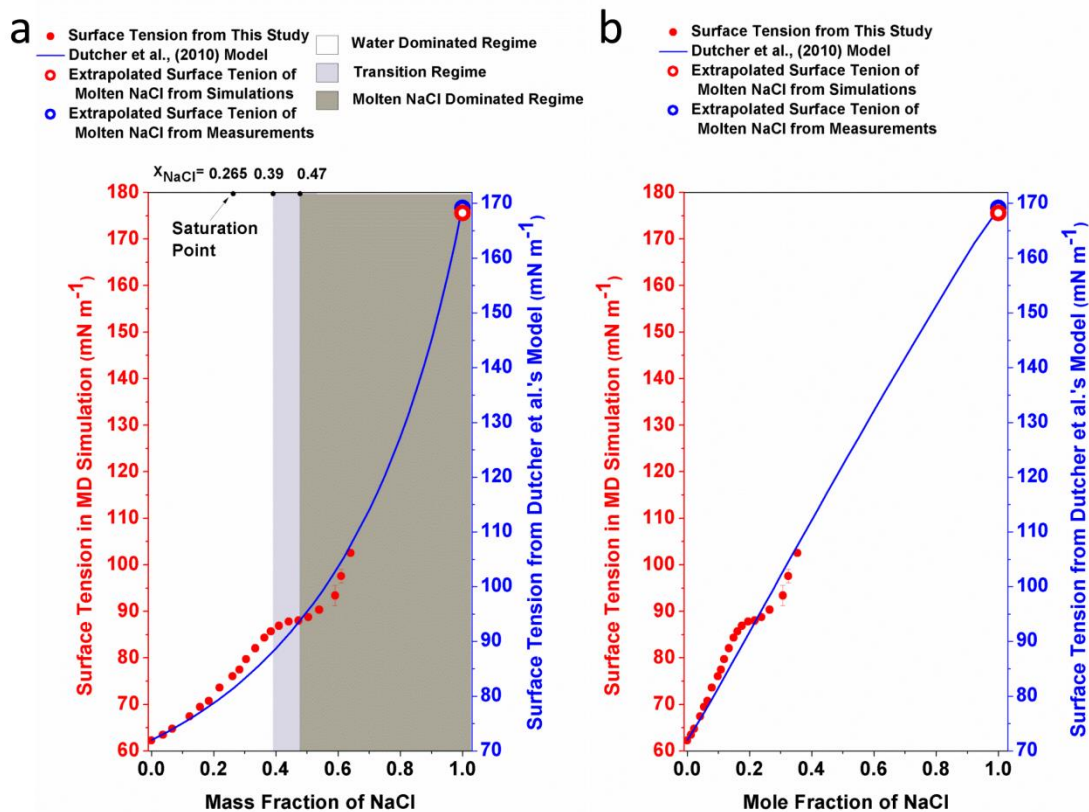 a
Surface Tension from This Study
Dutcher et al., (2010) Model
Extrapolated Surface Tenion of
Molten NaCl from Simulations
Extrapolated Surface Tenion of
Molten NaCl from Measurements
Water Dominated Regime
Transition Regime
Molten NaCl Dominated Regime
XNaCl= 0.265 0.39 0.47
Saturation
Point
Surface Tension in MD Simulation (mN m-1)
180
170
160
150
140
130
120
110
100
90
80
70
60
Surface Tension from Dutcher et al.'s Model (mN m-1)
170
160
150
140
130
120
110
100
90
80
70
0.0 0.2 0.4 0.6 0.8 1.0
Mass Fraction of NaCl
b
Surface Tension from This Study
Dutcher et al., (2010) Model
Extrapolated Surface Tenion of
Molten NaCl from Simulations
Extrapolated Surface Tenion of
Molten NaCl from Measurements
Surface Tension in MD Simulation (mN m-1)
180
170
160
150
140
130
120
110
100
90
80
70
60
Surface Tension from Dutcher et al.'s Model (mN m-1)
170
160
150
140
130
120
110
100
90
80
70
0.0 0.2 0.4 0.6 0.8 1.0
Mole Fraction of NaCl